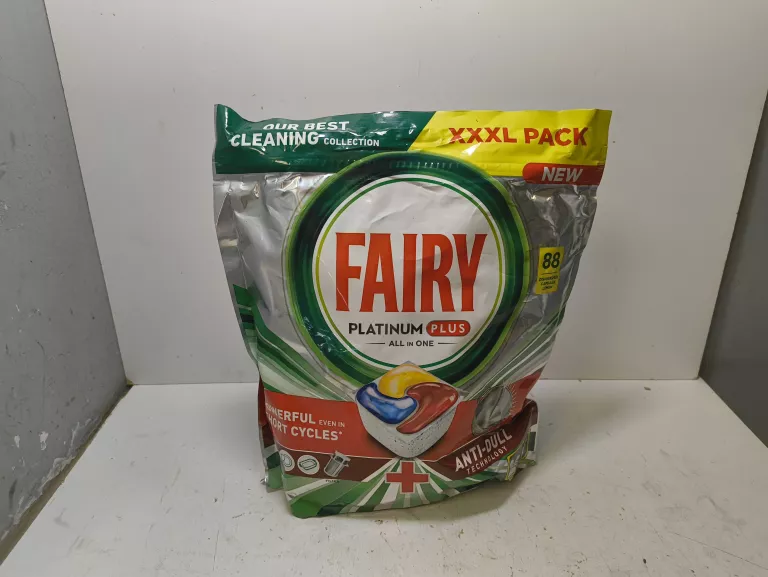 OUR BEST
CLEANING COLLECTION
XXXL PACK
NEW
FAIRY
88
PLATINUM PLUS
ALL IN ONE
EVEN IN
CYCLES*
ANTI-DULL
TECHNOLOGY